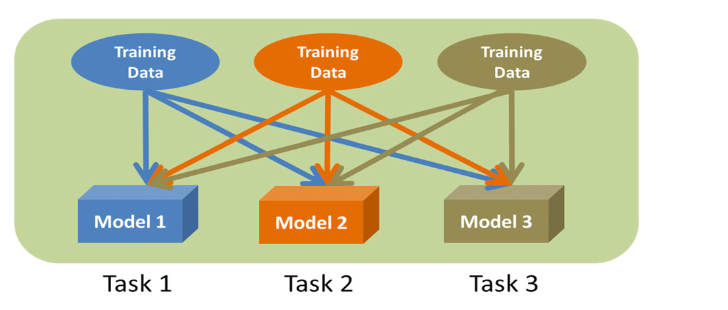 Training
Data
Training
Data
Training
Data
Model 1
Model 2
Model 3
Task 1
Task 2
Task 3